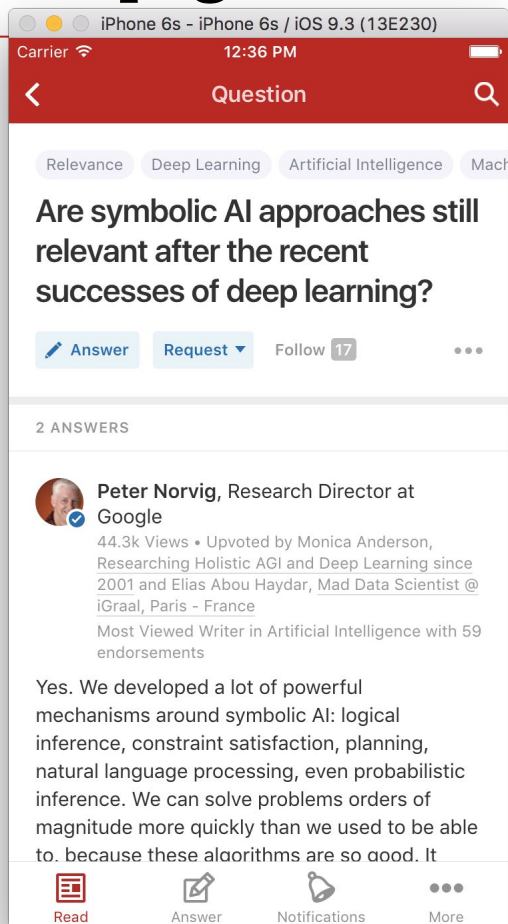 iPhone 6s - iPhone 6s / iOS 9.3 (13E230)
Carrier 12:36 PM
Question
Relevance Deep Learning Artificial Intelligence Mach
Are symbolic AI approaches still
relevant after the recent
successes of deep learning?
Answer Request Follow 17
2 ANSWERS
Peter Norvig, Research Director at
Google
44.3k Views • Upvoted by Monica Anderson,
Researching Holistic AGI and Deep Learning since
2001 and Elias Abou Haydar, Mad Data Scientist @
iGraal, Paris - France
Most Viewed Writer in Artificial Intelligence with 59
endorsements
Yes. We developed a lot of powerful
mechanisms around symbolic AI: logical
inference, constraint satisfaction, planning,
natural language processing, even probabilistic
inference. We can solve problems orders of
magnitude more quickly than we used to be able
to, because these algorithms are so good. It
Read Answer Notifications More